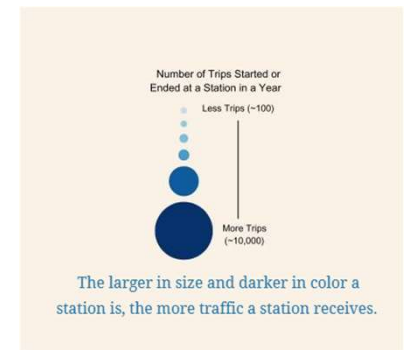 Number of Trips Started or
Ended at a Station in a Year
Less Trips (~100)
More Trips
(~10,000)
The larger in size and darker in color a
station is, the more traffic a station receives.